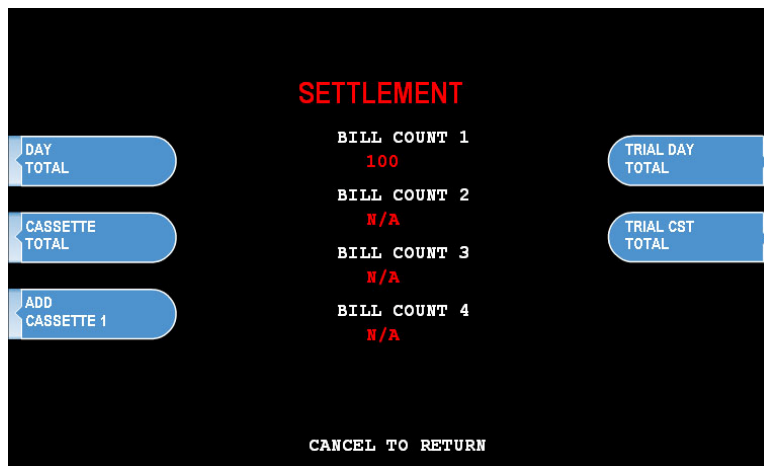 SETTLEMENT
BILL COUNT 1
100
BILL COUNT 2
N/A
BILL COUNT 3
N/A
BILL COUNT 4
N/A
DAY
TOTAL
CASSETTE
TOTAL
ADD
CASSETTE 1
TRIAL DAY
TOTAL
TRIAL CST
TOTAL
CANCEL TO RETURN